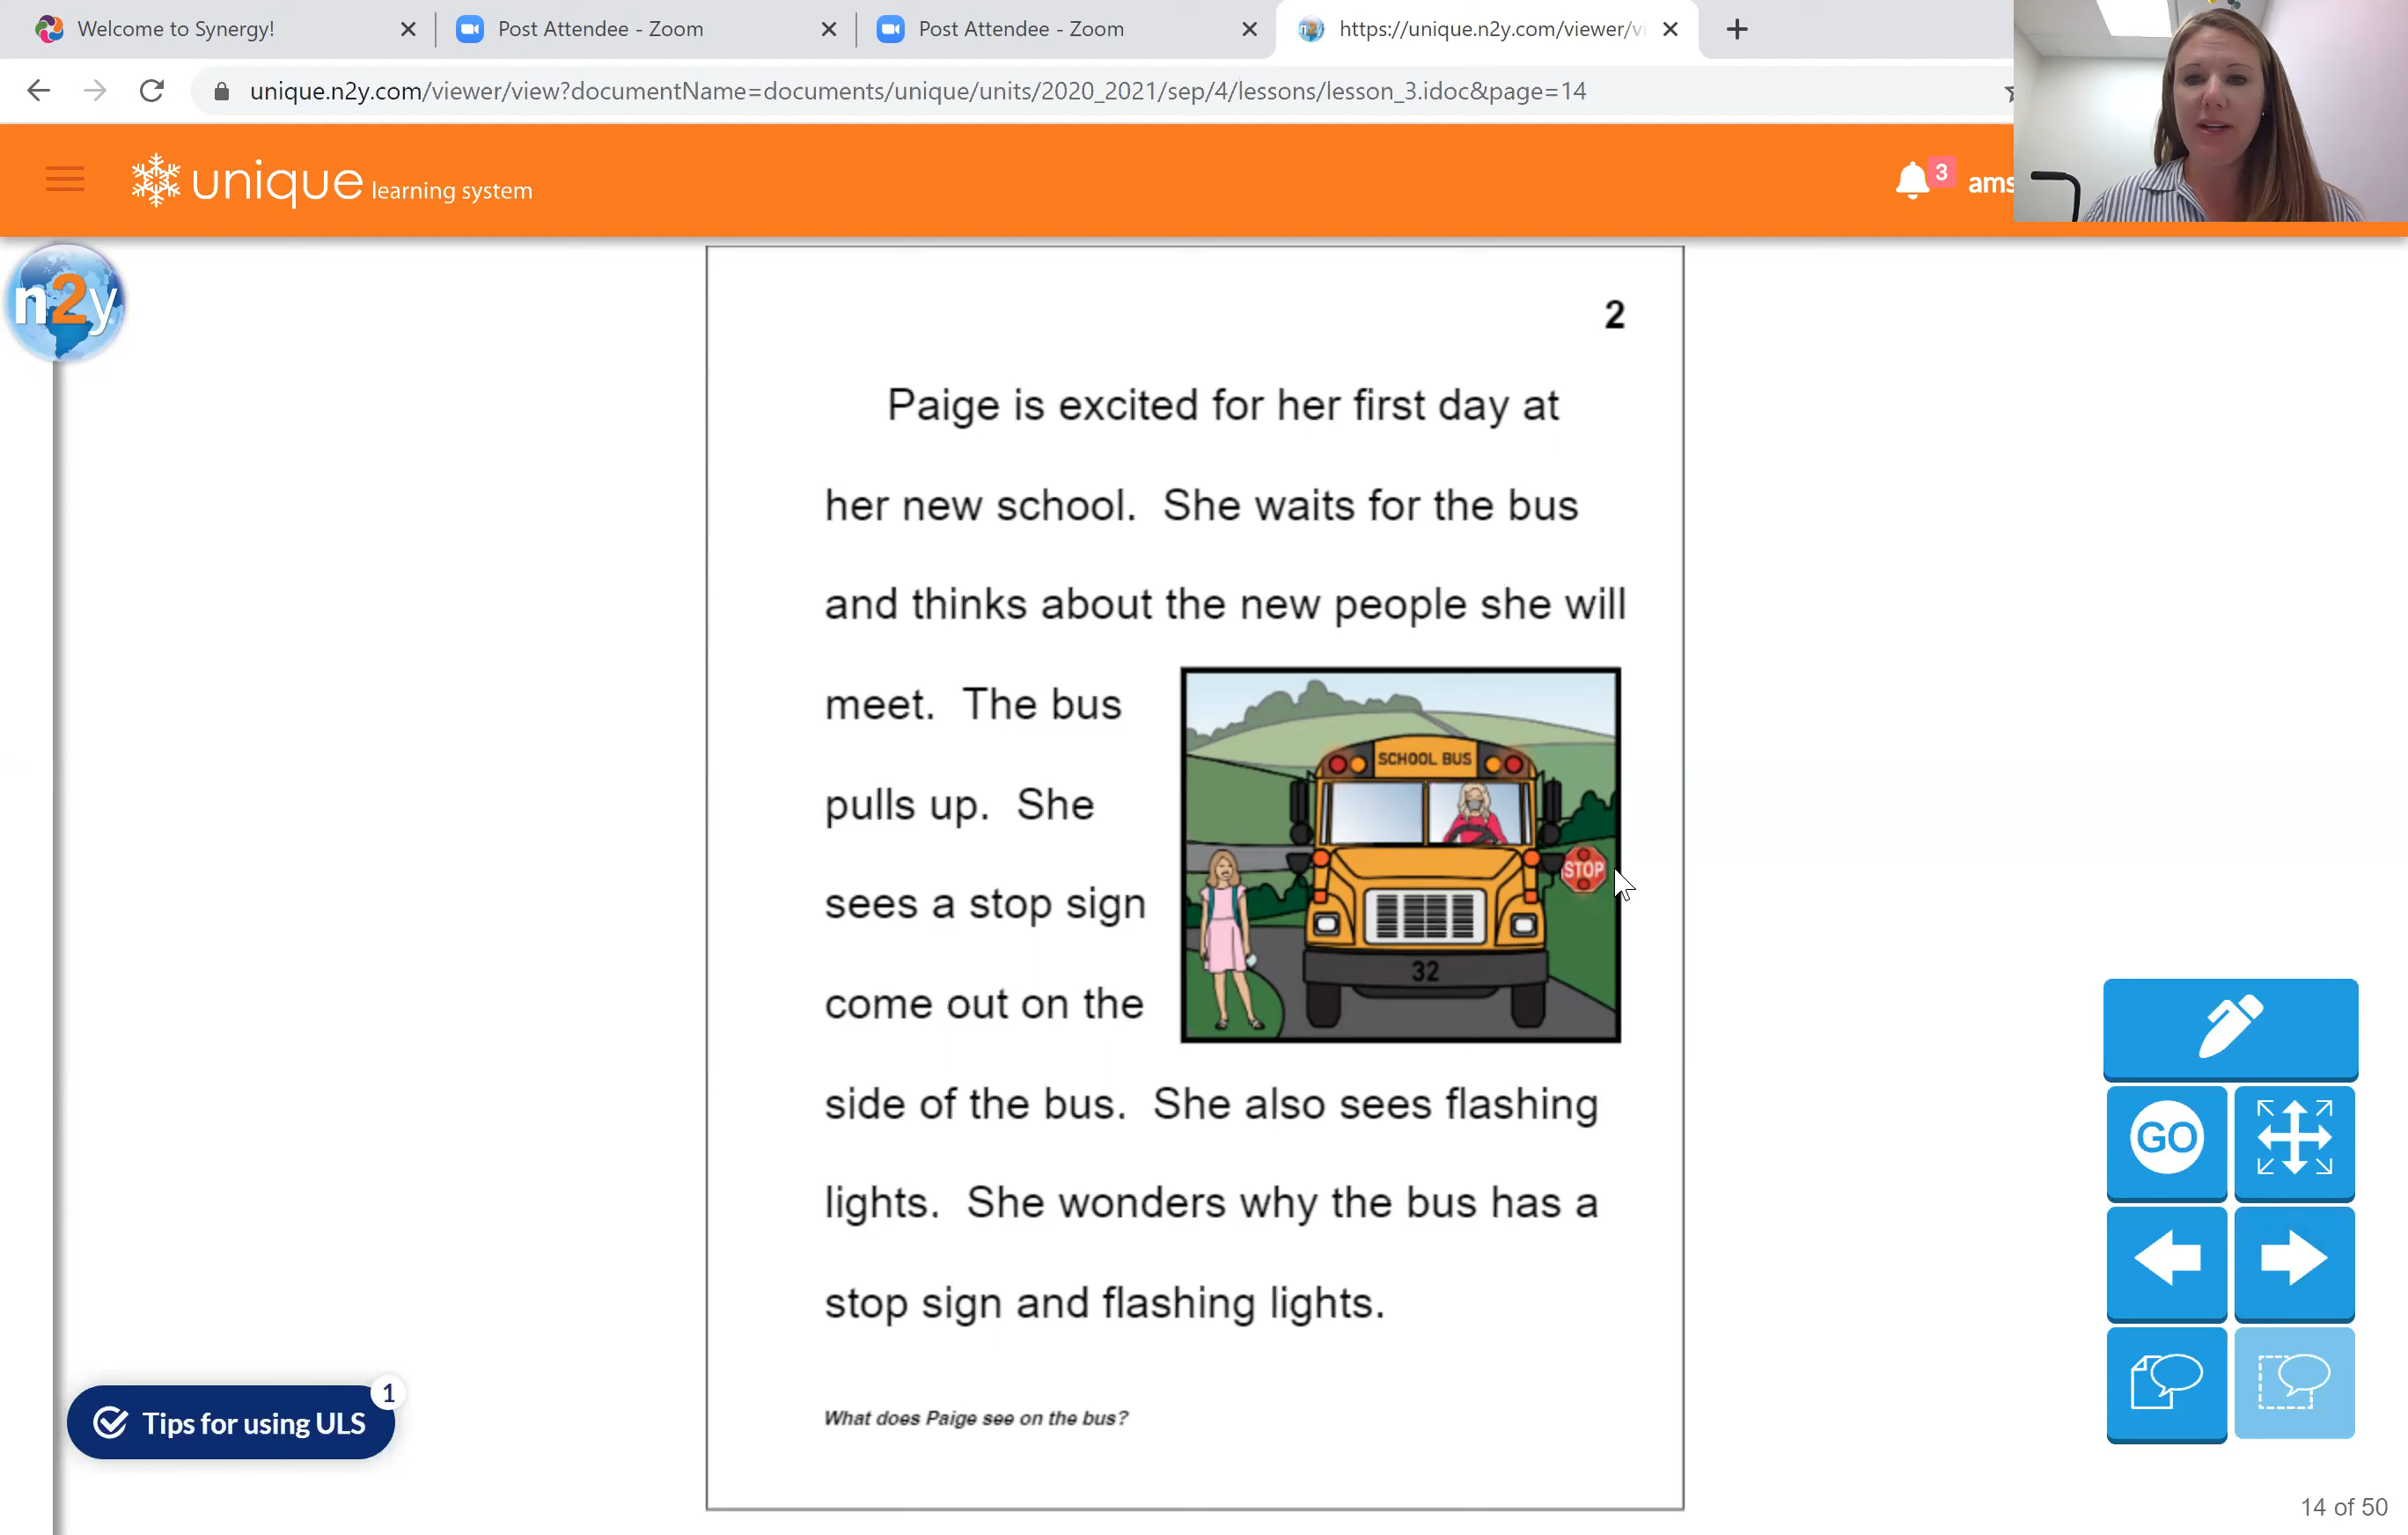 Welcome to Synergy!
Post Attendee - Zoom
Post Attendee - Zoom
https://unique.n2y.com/viewer/vi
unique.n2y.com/viewer/view?documentName=documents/unique/units/2020_2021/sep/4/lessons/lesson_3.idoc&page=14
unique learning system
3
ams
n2y
2
Paige is excited for her first day at
her new school. She waits for the bus
and thinks about the new people she will
meet. The bus
pulls up. She
sees a stop sign
come out on the
side of the bus. She also sees flashing
lights. She wonders why the bus has a
stop sign and flashing lights.
SCHOOL BUS
STOP
32
What does Paige see on the bus?
GO
Tips for using ULS
1
14 of 50